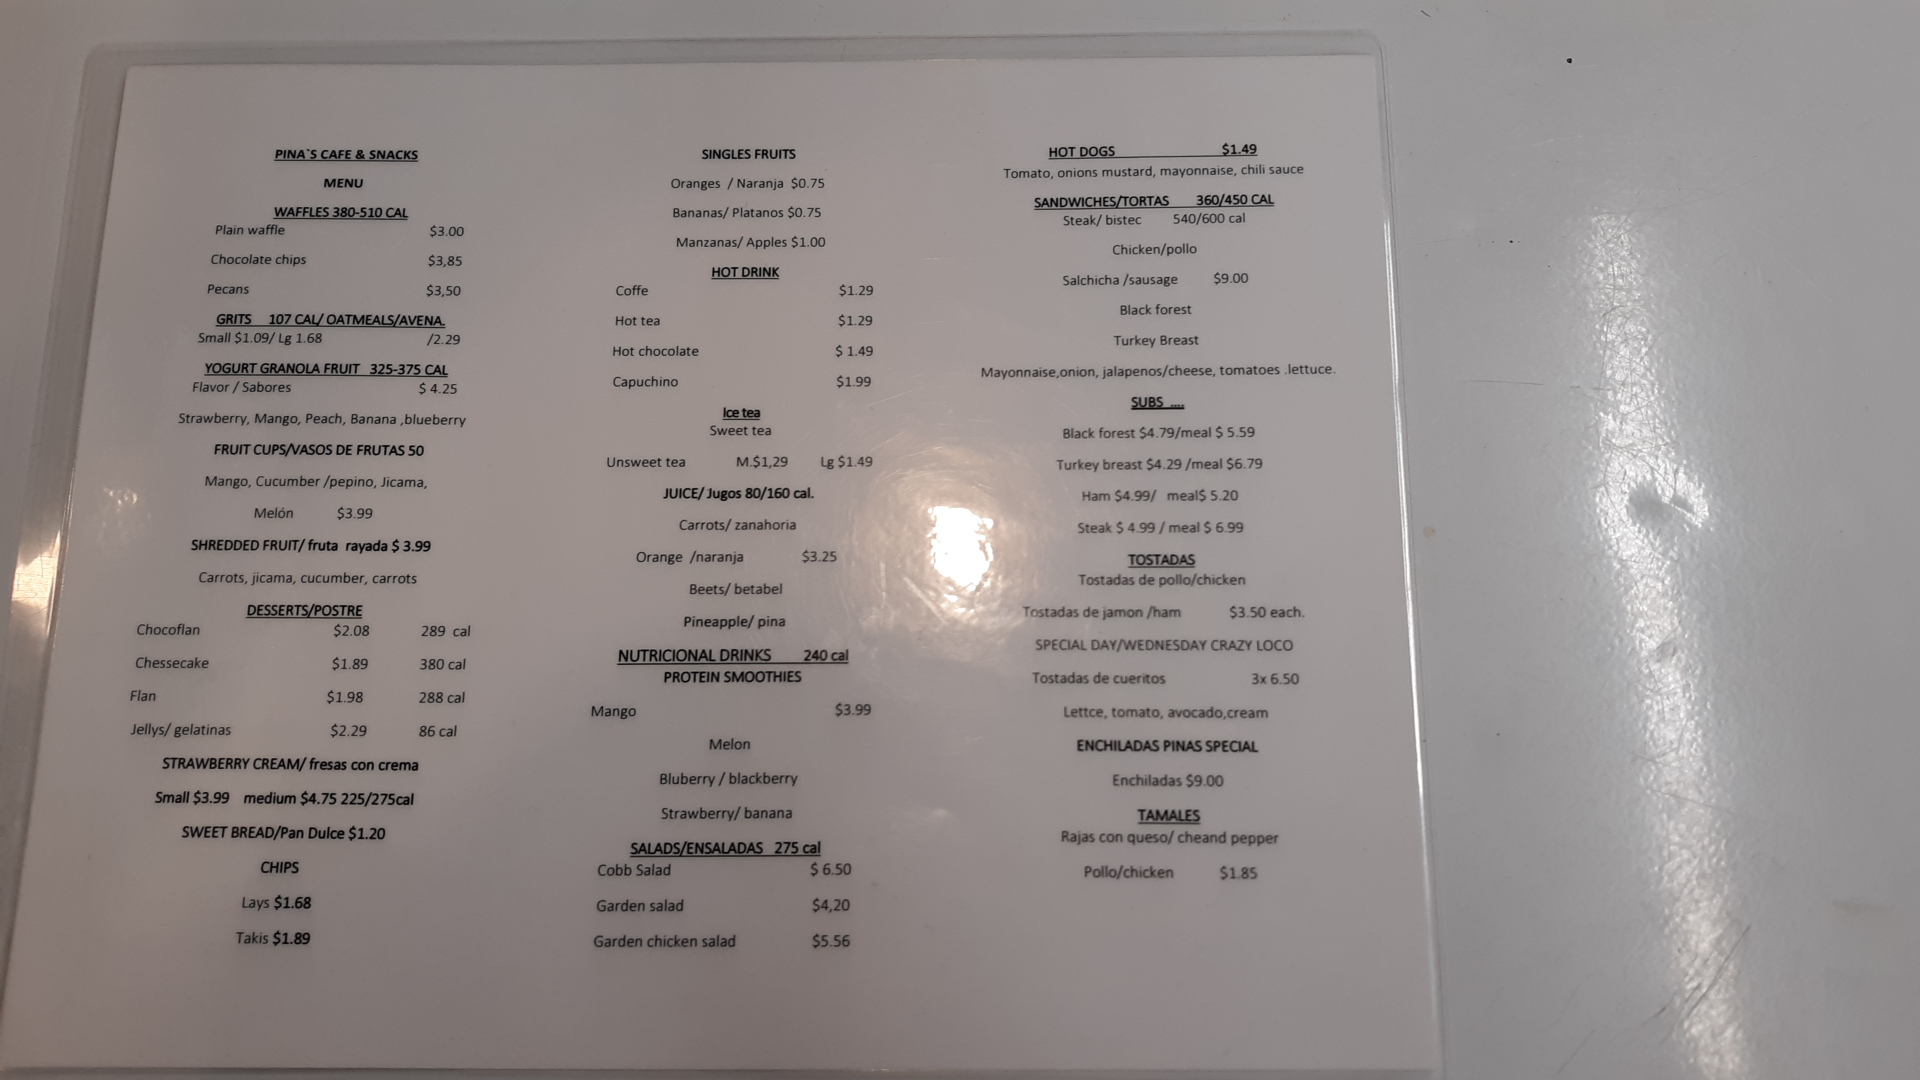 PINA`S CAFE & SNACKS
MENU
WAFFLES 380-510 CAL
Plain waffle $3.00
Chocolate chips $3,85
Pecans $3,50
GRITS 107 CAL/ OATMEALS/AVENA.
Small $1.09/ Lg 1.68 /2.29
YOGURT GRANOLA FRUIT 325-375 CAL
Flavor / Sabores $ 4.25
Strawberry, Mango, Peach, Banana ,blueberry
FRUIT CUPS/VASOS DE FRUTAS 50
Mango, Cucumber /pepino, Jicama,
Melón $3.99
SHREDDED FRUIT/ fruta rayada $ 3.99
Carrots, jicama, cucumber, carrots
DESSERTS/POSTRE
Chocoflan $2.08 289 cal
Chessecake $1.89 380 cal
Flan $1.98 288 cal
Jellys/ gelatinas $2.29 86 cal
STRAWBERRY CREAM/ fresas con crema
Small $3.99 medium $4.75 225/275cal
SWEET BREAD/Pan Dulce $1.20
CHIPS
Lays $1.68
Takis $1.89
SINGLES FRUITS
Oranges / Naranja $0.75
Bananas/ Platanos $0.75
Manzanas/ Apples $1.00
HOT DRINK
Coffe $1.29
Hot tea $1.29
Hot chocolate $ 1.49
Capuchino $1.99
Ice tea
Sweet tea
Unsweet tea M.$1,29 Lg $1.49
JUICE/ Jugos 80/160 cal.
Carrots/ zanahoria
Orange /naranja $3.25
Beets/ betabel
Pineapple/ pina
NUTRICIONAL DRINKS 240 cal
PROTEIN SMOOTHIES
Mango $3.99
Melon
Bluberry / blackberry
Strawberry/ banana
SALADS/ENSALADAS 275 cal
Cobb Salad $ 6.50
Garden salad $4,20
Garden chicken salad $5.56
HOT DOGS $1.49
Tomato, onions mustard, mayonnaise, chili sauce
SANDWICHES/TORTAS 360/450 CAL
Steak/ bistec 540/600 cal
Chicken/pollo
Salchicha /sausage $9.00
Black forest
Turkey Breast
Mayonnaise,onion, jalapenos/cheese, tomatoes .lettuce.
SUBS ....
Black forest $4.79/meal $ 5.59
Turkey breast $4.29 /meal $6.79
Ham $4.99/ meal$ 5.20
Steak $ 4.99 / meal $ 6.99
TOSTADAS
Tostadas de pollo/chicken
Tostadas de jamon /ham $3.50 each.
SPECIAL DAY/WEDNESDAY CRAZY LOCO
Tostadas de cueritos 3x 6.50
Lettce, tomato, avocado,cream
ENCHILADAS PINAS SPECIAL
Enchiladas $9.00
TAMALES
Rajas con queso/ cheand pepper
Pollo/chicken $1.85